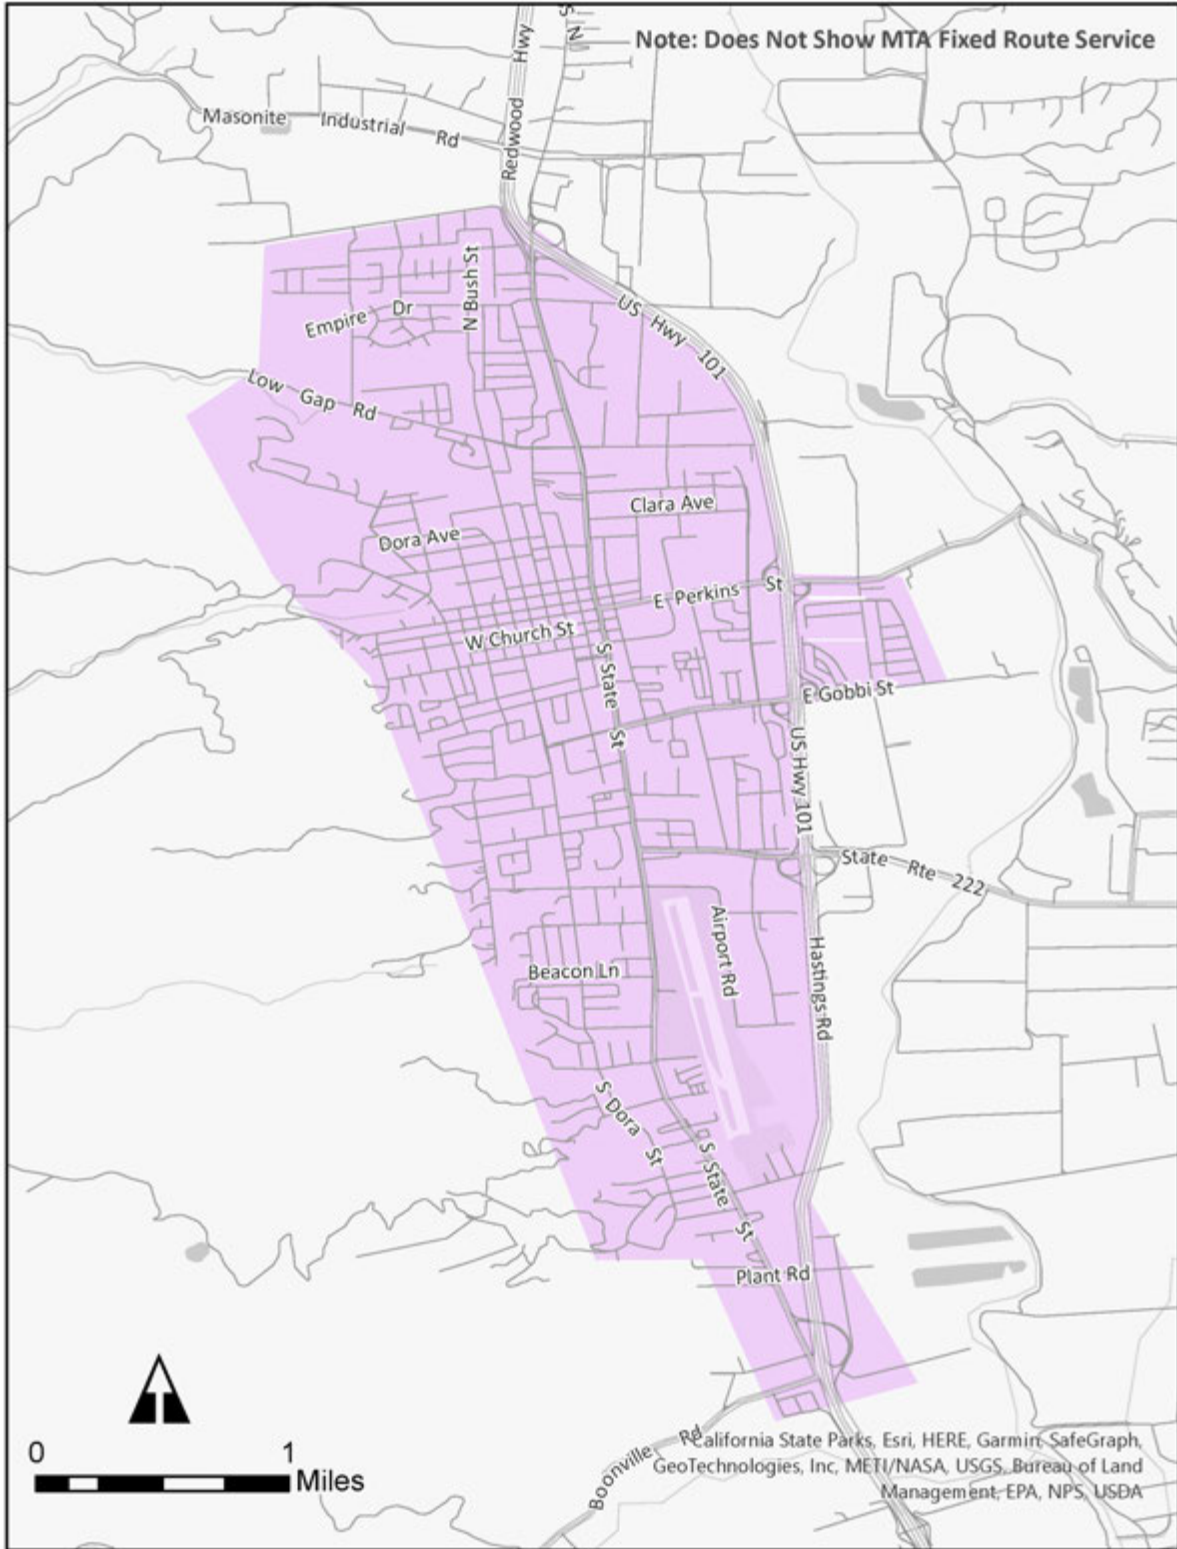 Note: Does Not Show MTA Fixed Route Service
S N
Redwood Hwy
Masonite Industrial Rd
N Bush St
Empire Dr
US Hwy 101
Low Gap Rd
Clara Ave
Dora Ave
E Perkins St
W Church St
S State St
E Gobbi St
US Hwy 101
State Rte 222
Airport Rd
Hastings Rd
Beacon Ln
S Dora St
S State St
Plant Rd
Boonville Rd
0 1
Miles
California State Parks, Esri, HERE, Garmin, SafeGraph,
GeoTechnologies, Inc, METI/NASA, USGS, Bureau of Land
Management, EPA, NPS, USDA